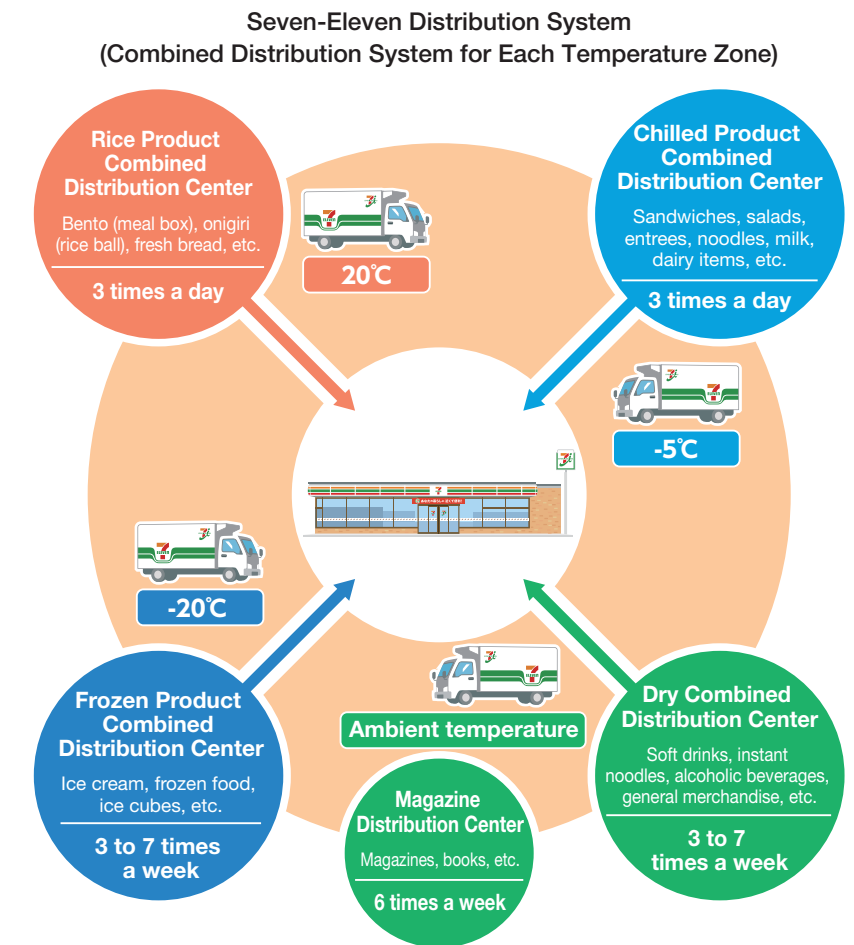 Seven-Eleven Distribution System
(Combined Distribution System for Each Temperature Zone)
Rice Product
Combined
Distribution Center
Bento (meal box), onigiri
(rice ball), fresh bread, etc.
3 times a day
20℃
Chilled Product
Combined
Distribution Center
Sandwiches, salads,
entrees, noodles, milk,
dairy items, etc.
3 times a day
-5℃
-20℃
Frozen Product
Combined
Distribution Center
Ice cream, frozen food,
ice cubes, etc.
3 to 7 times
a week
Ambient temperature
Magazine
Distribution Center
Magazines, books, etc.
6 times a week
Dry Combined
Distribution Center
Soft drinks, instant
noodles, alcoholic beverages,
general merchandise, etc.
3 to 7
times a week